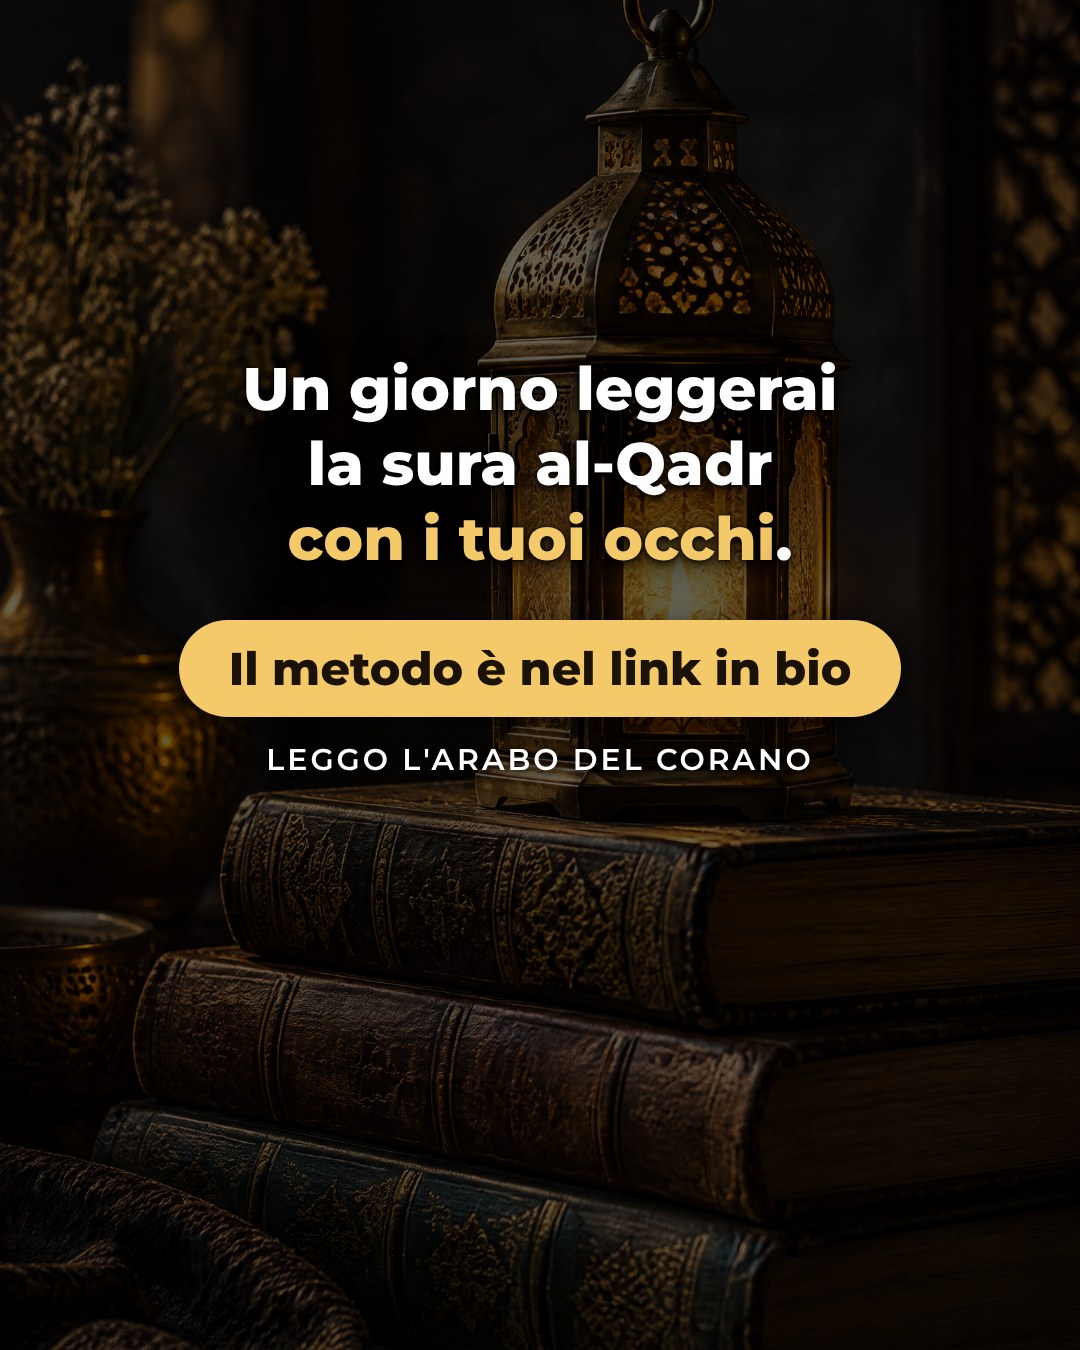 Un giorno leggerai
la sura al-Qadr
con i tuoi occhi.
Il metodo è nel link in bio
LEGGO L'ARABO DEL CORANO